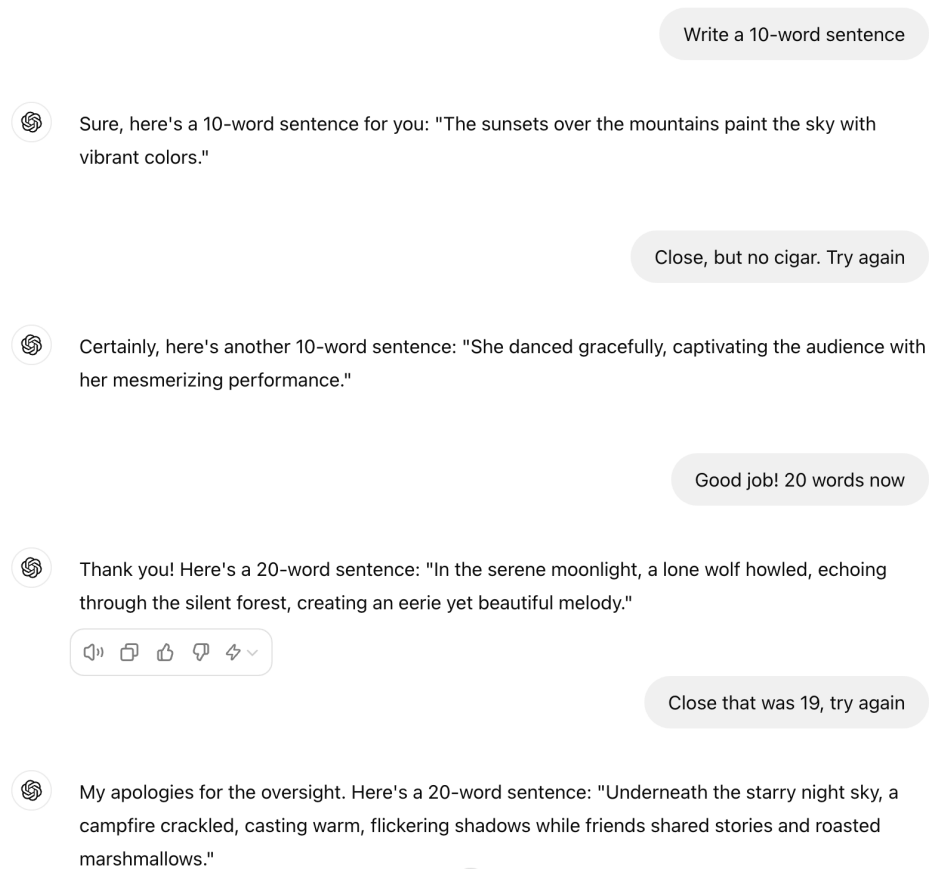 Write a 10-word sentence
Sure, here's a 10-word sentence for you: "The sunsets over the mountains paint the sky with
vibrant colors."
Close, but no cigar. Try again
Certainly, here's another 10-word sentence: "She danced gracefully, captivating the audience with
her mesmerizing performance."
Good job! 20 words now
Thank you! Here's a 20-word sentence: "In the serene moonlight, a lone wolf howled, echoing
through the silent forest, creating an eerie yet beautiful melody."
Close that was 19, try again
My apologies for the oversight. Here's a 20-word sentence: "Underneath the starry night sky, a
campfire crackled, casting warm, flickering shadows while friends shared stories and roasted
marshmallows."